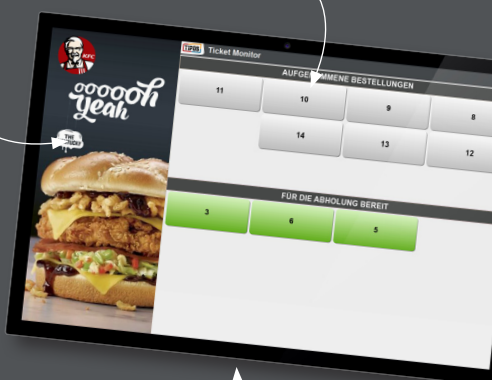 KFC
TiPOS
Ticket Monitor
oooooh
yeah
THE
AUFGENOMMENE BESTELLUNGEN
11
10
9
8
14
13
12
FÜR DIE ABHOLUNG BEREIT
3
6
5